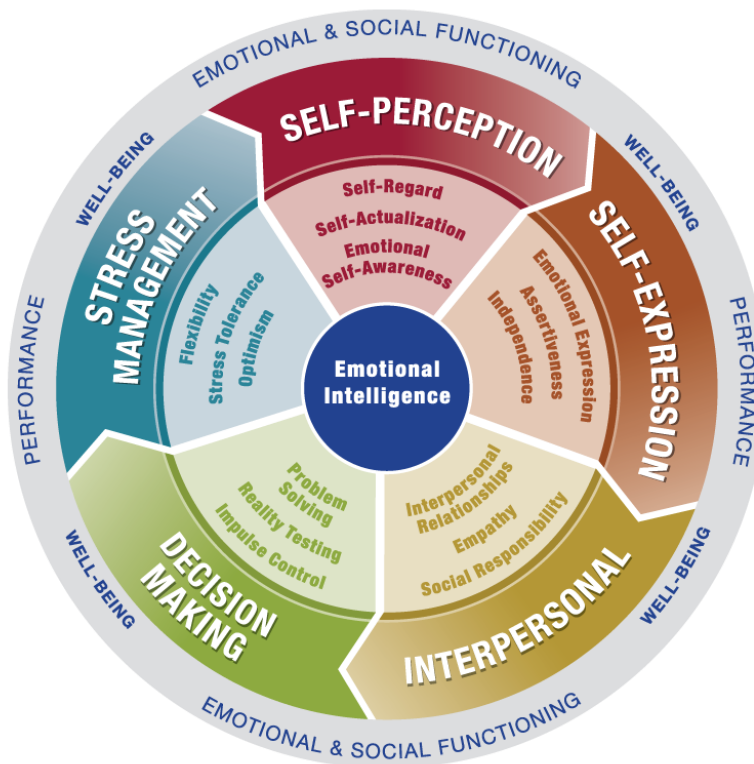 EMOTIONAL & SOCIAL FUNCTIONING
WELL-BEING
WELL-BEING
PERFORMANCE
PERFORMANCE
WELL-BEING
WELL-BEING
EMOTIONAL & SOCIAL FUNCTIONING
SELF-PERCEPTION
Self-Regard
Self-Actualization
Emotional
Self-Awareness
SELF-EXPRESSION
Emotional Expression
Assertiveness
Independence
INTERPERSONAL
Interpersonal
Relationships
Empathy
Social Responsibility
DECISION
MAKING
Problem
Solving
Reality Testing
Impulse Control
STRESS
MANAGEMENT
Flexibility
Stress Tolerance
Optimism
Emotional
Intelligence